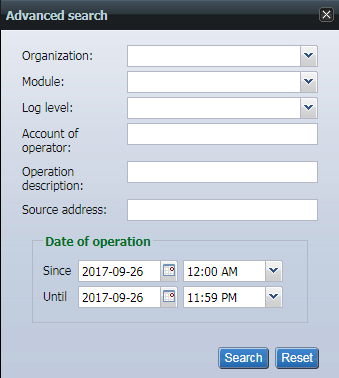 Advanced search
Organization:
Module:
Log level:
Account of
operator:
Operation
description:
Source address:
Date of operation
Since 2017-09-26 12:00 AM
Until 2017-09-26 11:59 PM
Search Reset